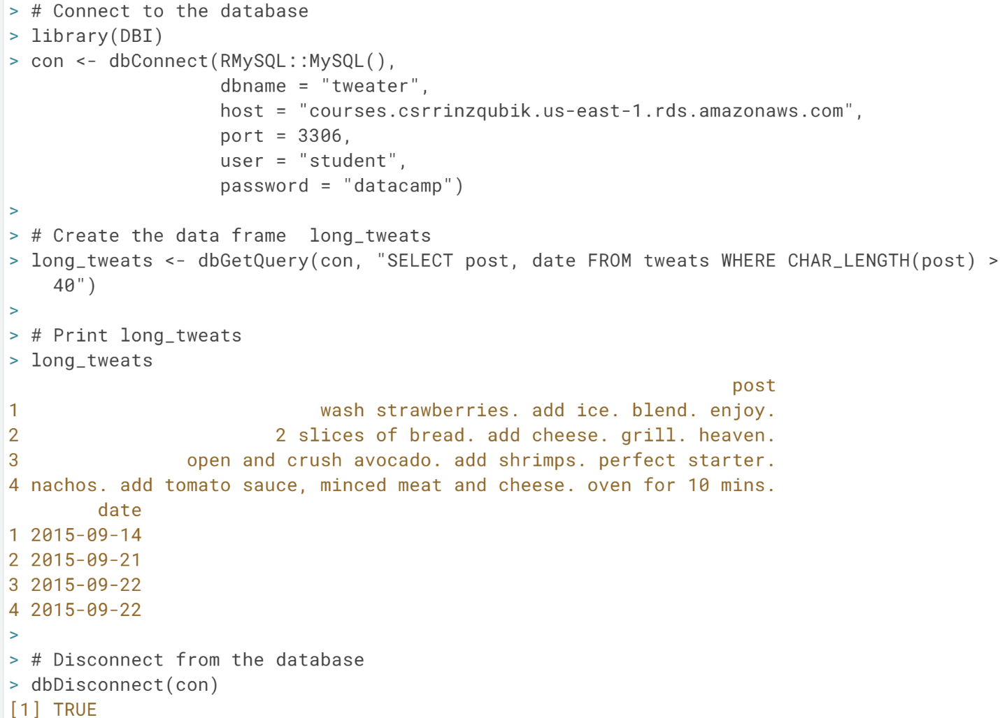 > # Connect to the database
> library(DBI)
> con <- dbConnect(RMySQL::MySQL(),
                   dbname = "tweater",
                   host = "courses.csrrinzqubik.us-east-1.rds.amazonaws.com",
                   port = 3306,
                   user = "student",
                   password = "datacamp")
>
> # Create the data frame  long_tweats
> long_tweats <- dbGetQuery(con, "SELECT post, date FROM tweats WHERE CHAR_LENGTH(post) >
    40")
>
> # Print long_tweats
> long_tweats
                                                                 post
1                           wash strawberries. add ice. blend. enjoy.
2                       2 slices of bread. add cheese. grill. heaven.
3               open and crush avocado. add shrimps. perfect starter.
4 nachos. add tomato sauce, minced meat and cheese. oven for 10 mins.
        date
1 2015-09-14
2 2015-09-21
3 2015-09-22
4 2015-09-22
>
> # Disconnect from the database
> dbDisconnect(con)
[1] TRUE